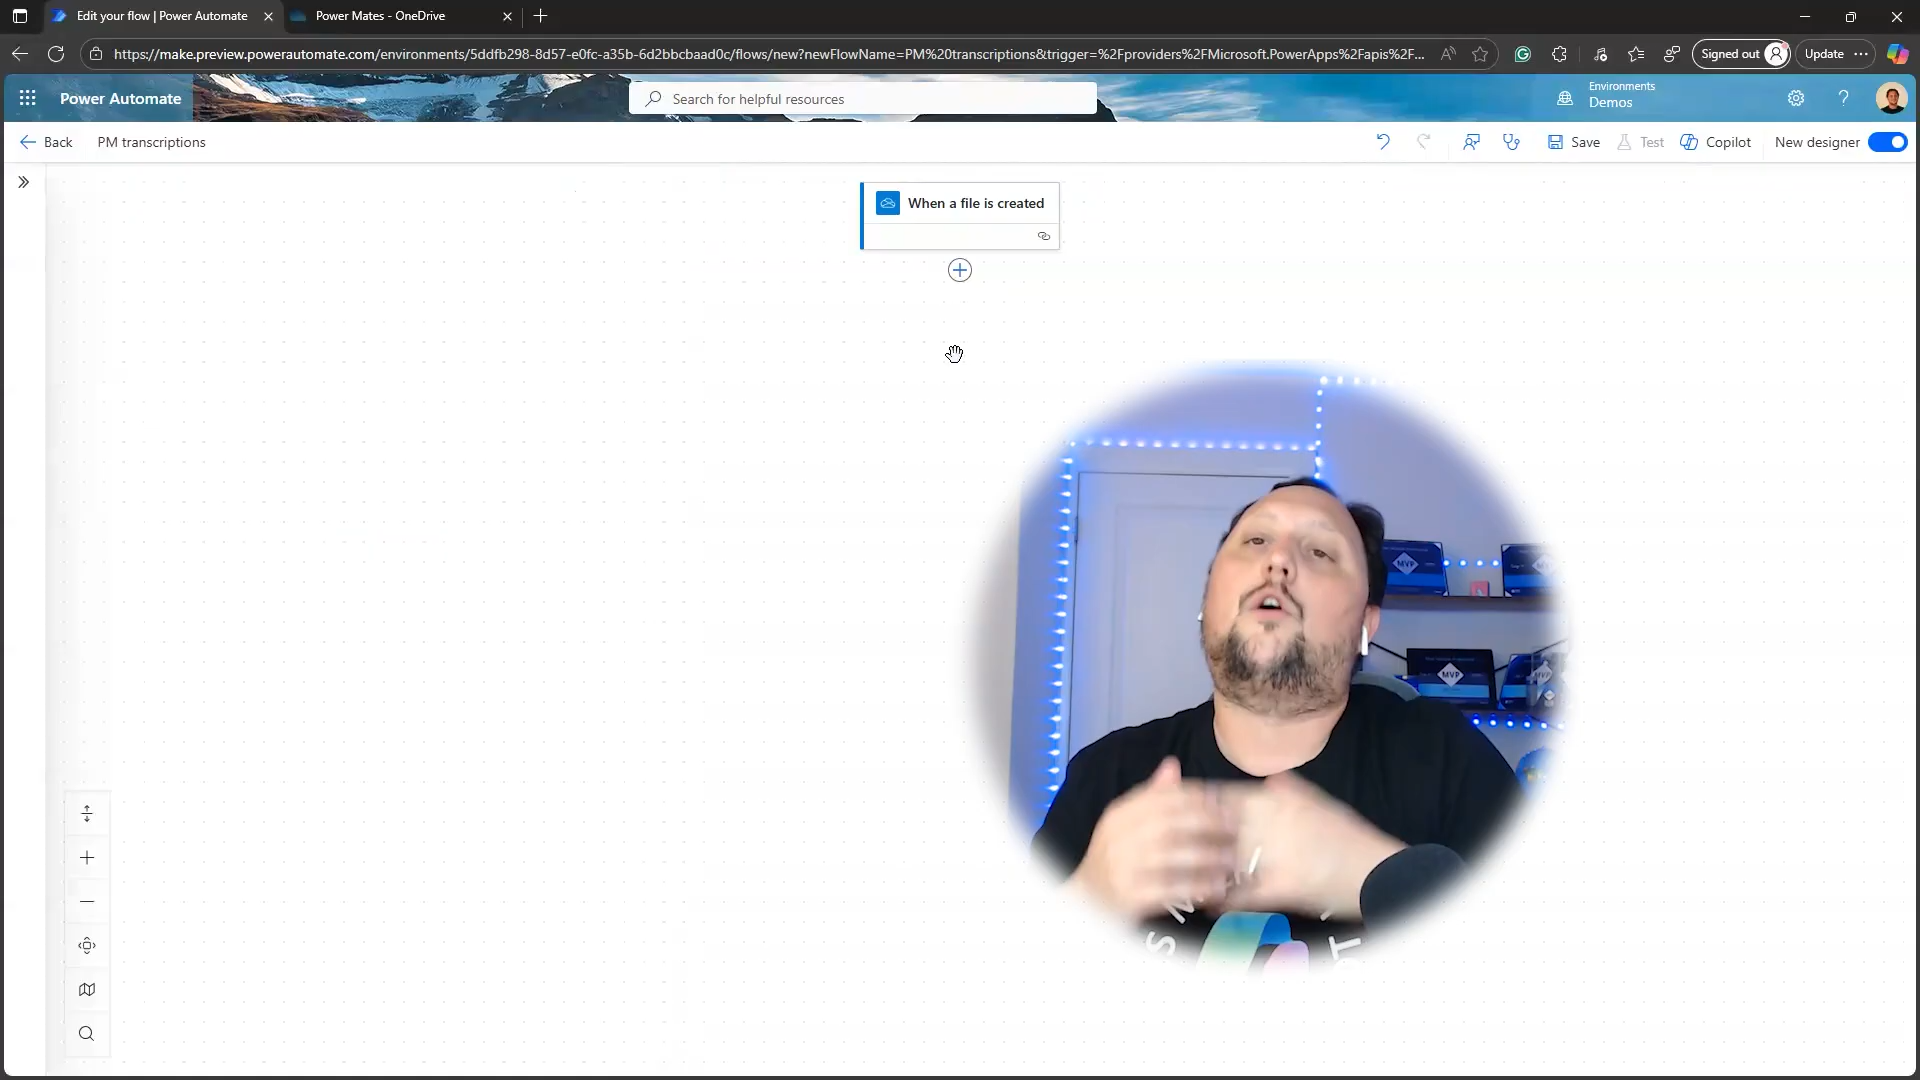 Edit your flow | Power Automate
Power Mates - OneDrive
https://make.preview.powerautomate.com/environments/5ddfb298-8d57-e0fc-a35b-6d2bbcbaad0c/flows/new?newFlowName=PM%20transcriptions&trigger=%2Fproviders%2FMicrosoft.PowerApps%2Fapis%2F...
Signed out
Update
Power Automate
Search for helpful resources
Environments
Demos
Back
PM transcriptions
Save
Test
Copilot
New designer
When a file is created
MVP
MVP